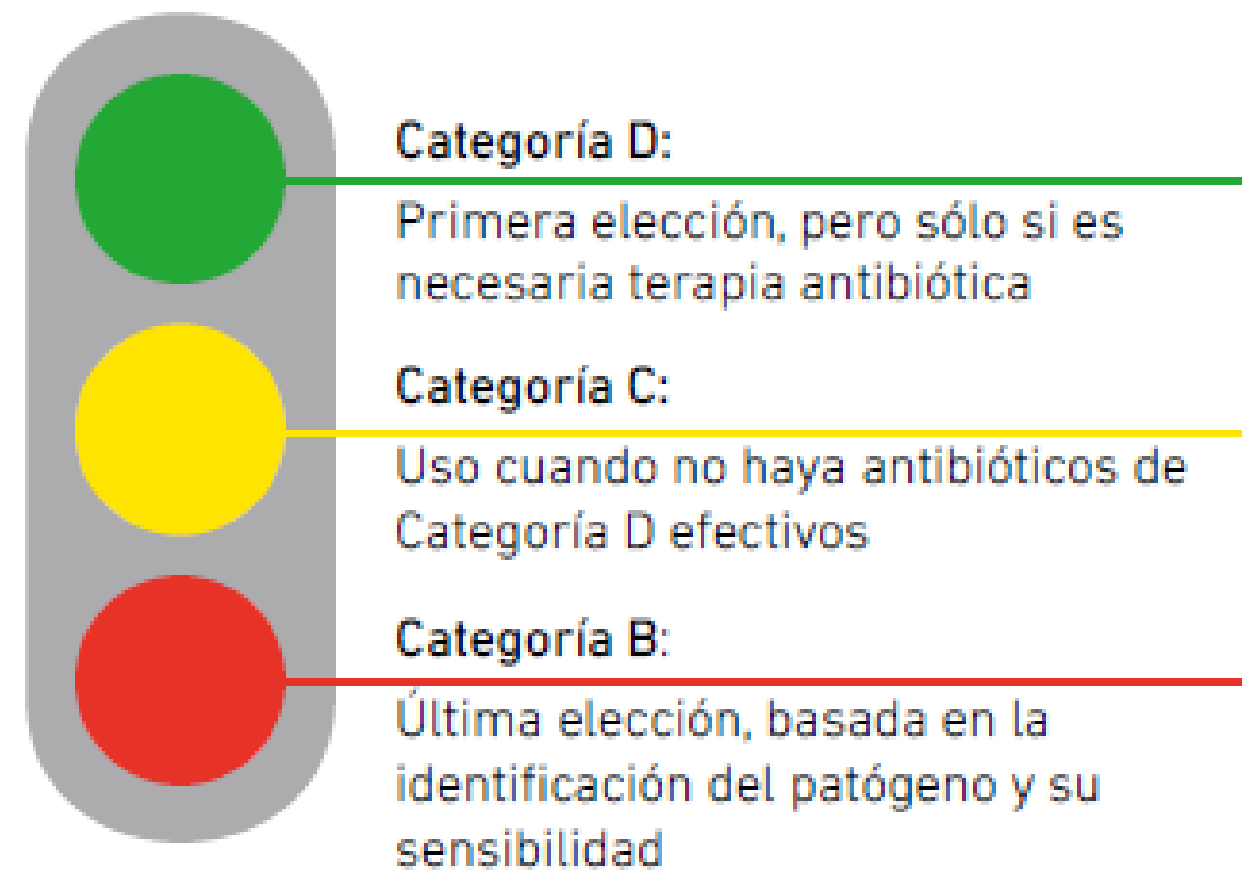 Categoría D:
Primera elección, pero sólo si es
necesaria terapia antibiótica
Categoría C:
Uso cuando no haya antibióticos de
Categoría D efectivos
Categoría B:
Última elección, basada en la
identificación del patógeno y su
sensibilidad